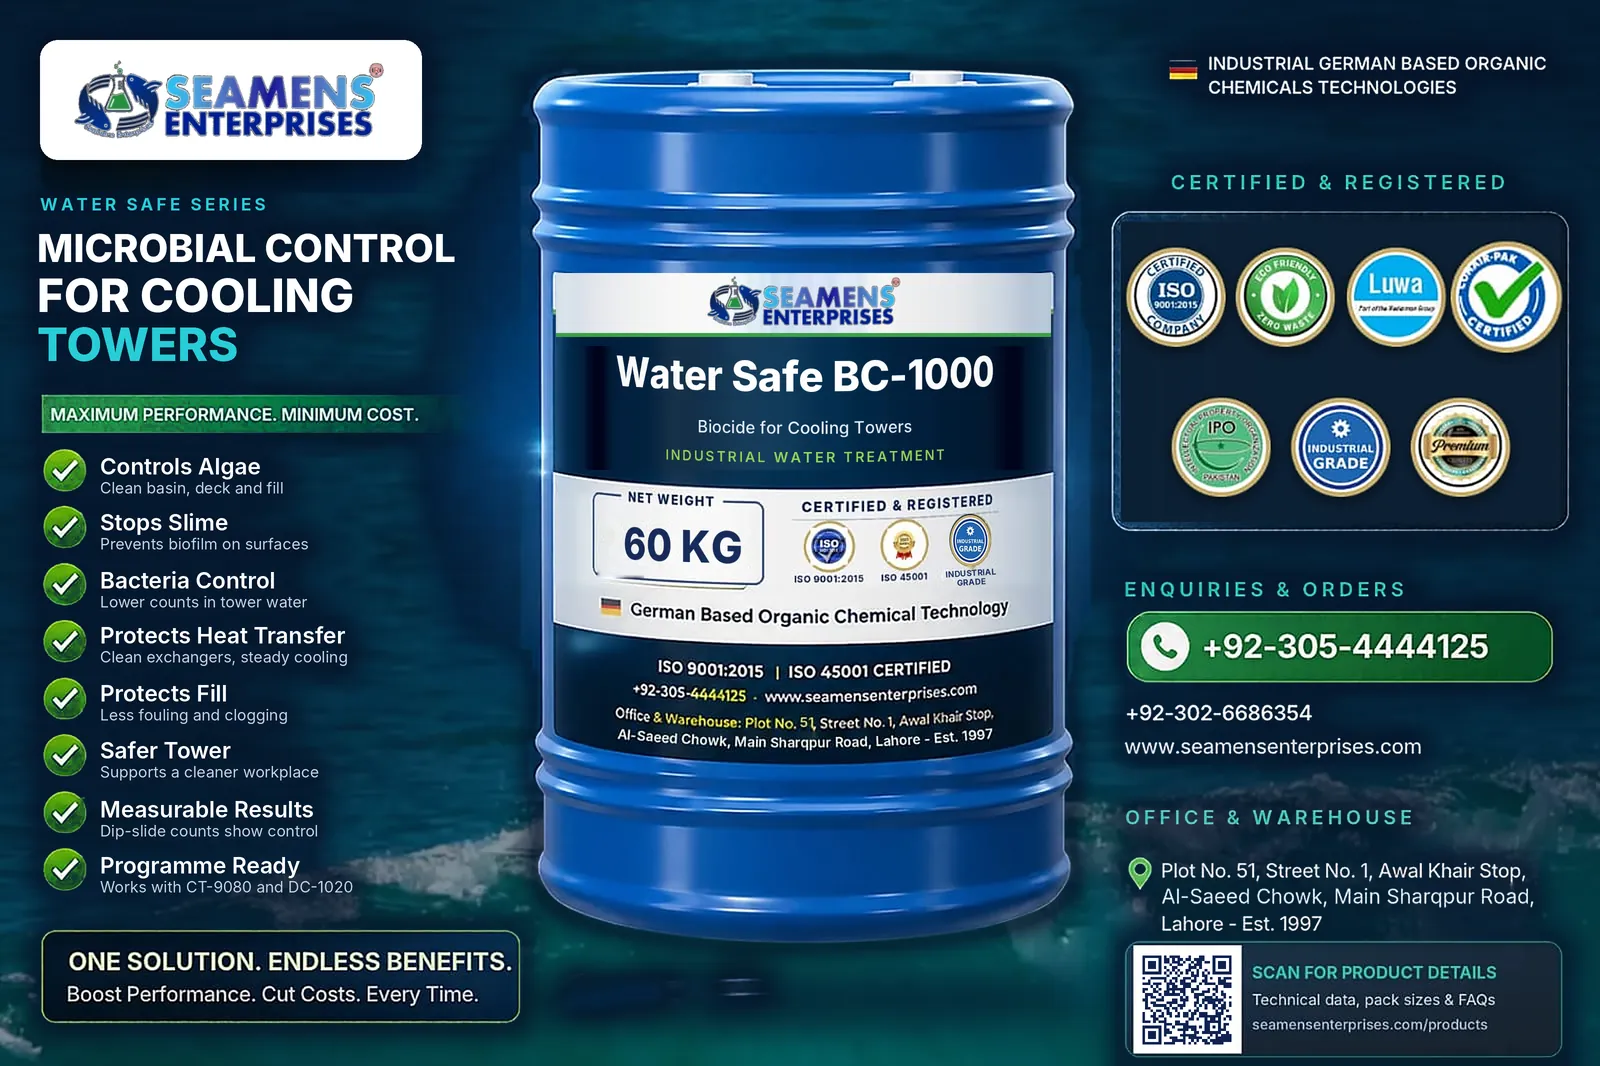 SEAMENS
ENTERPRISES
WATER SAFE SERIES
MICROBIAL CONTROL
FOR COOLING
TOWERS
MAXIMUM PERFORMANCE. MINIMUM COST.
Controls Algae
Clean basin, deck and fill
Stops Slime
Prevents biofilm on surfaces
Bacteria Control
Lower counts in tower water
Protects Heat Transfer
Clean exchangers, steady cooling
Protects Fill
Less fouling and clogging
Safer Tower
Supports a cleaner workplace
Measurable Results
Dip-slide counts show control
Programme Ready
Works with CT-9080 and DC-1020
ONE SOLUTION. ENDLESS BENEFITS.
Boost Performance. Cut Costs. Every Time.
SEAMENS
ENTERPRISES
Water Safe BC-1000
Biocide for Cooling Towers
INDUSTRIAL WATER TREATMENT
NET WEIGHT
60 KG
CERTIFIED & REGISTERED
ISO
INDUSTRIAL
GRADE
ISO 9001:2015
ISO 45001
INDUSTRIAL
GRADE
German Based Organic Chemical Technology
ISO 9001:2015 | ISO 45001 CERTIFIED
+92-305-4444125 · www.seamensenterprises.com
Office & Warehouse: Plot No. 51, Street No. 1, Awal Khair Stop,
Al-Saeed Chowk, Main Sharqpur Road, Lahore - Est. 1997
INDUSTRIAL GERMAN BASED ORGANIC
CHEMICALS TECHNOLOGIES
CERTIFIED & REGISTERED
CERTIFIED
ISO
9001:2015
COMPANY
ECO FRIENDLY
ZERO WASTE
Luwa
Part of the
Group
-PAK
CERTIFIED
INTELLECTUAL PROPERTY ORGANIZATION
IPO
PAKISTAN
INDUSTRIAL
GRADE
Premium
ENQUIRIES & ORDERS
+92-305-4444125
+92-302-6686354
www.seamensenterprises.com
OFFICE & WAREHOUSE
Plot No. 51, Street No. 1, Awal Khair Stop,
Al-Saeed Chowk, Main Sharqpur Road,
Lahore - Est. 1997
SCAN FOR PRODUCT DETAILS
Technical data, pack sizes & FAQs
seamensenterprises.com/products